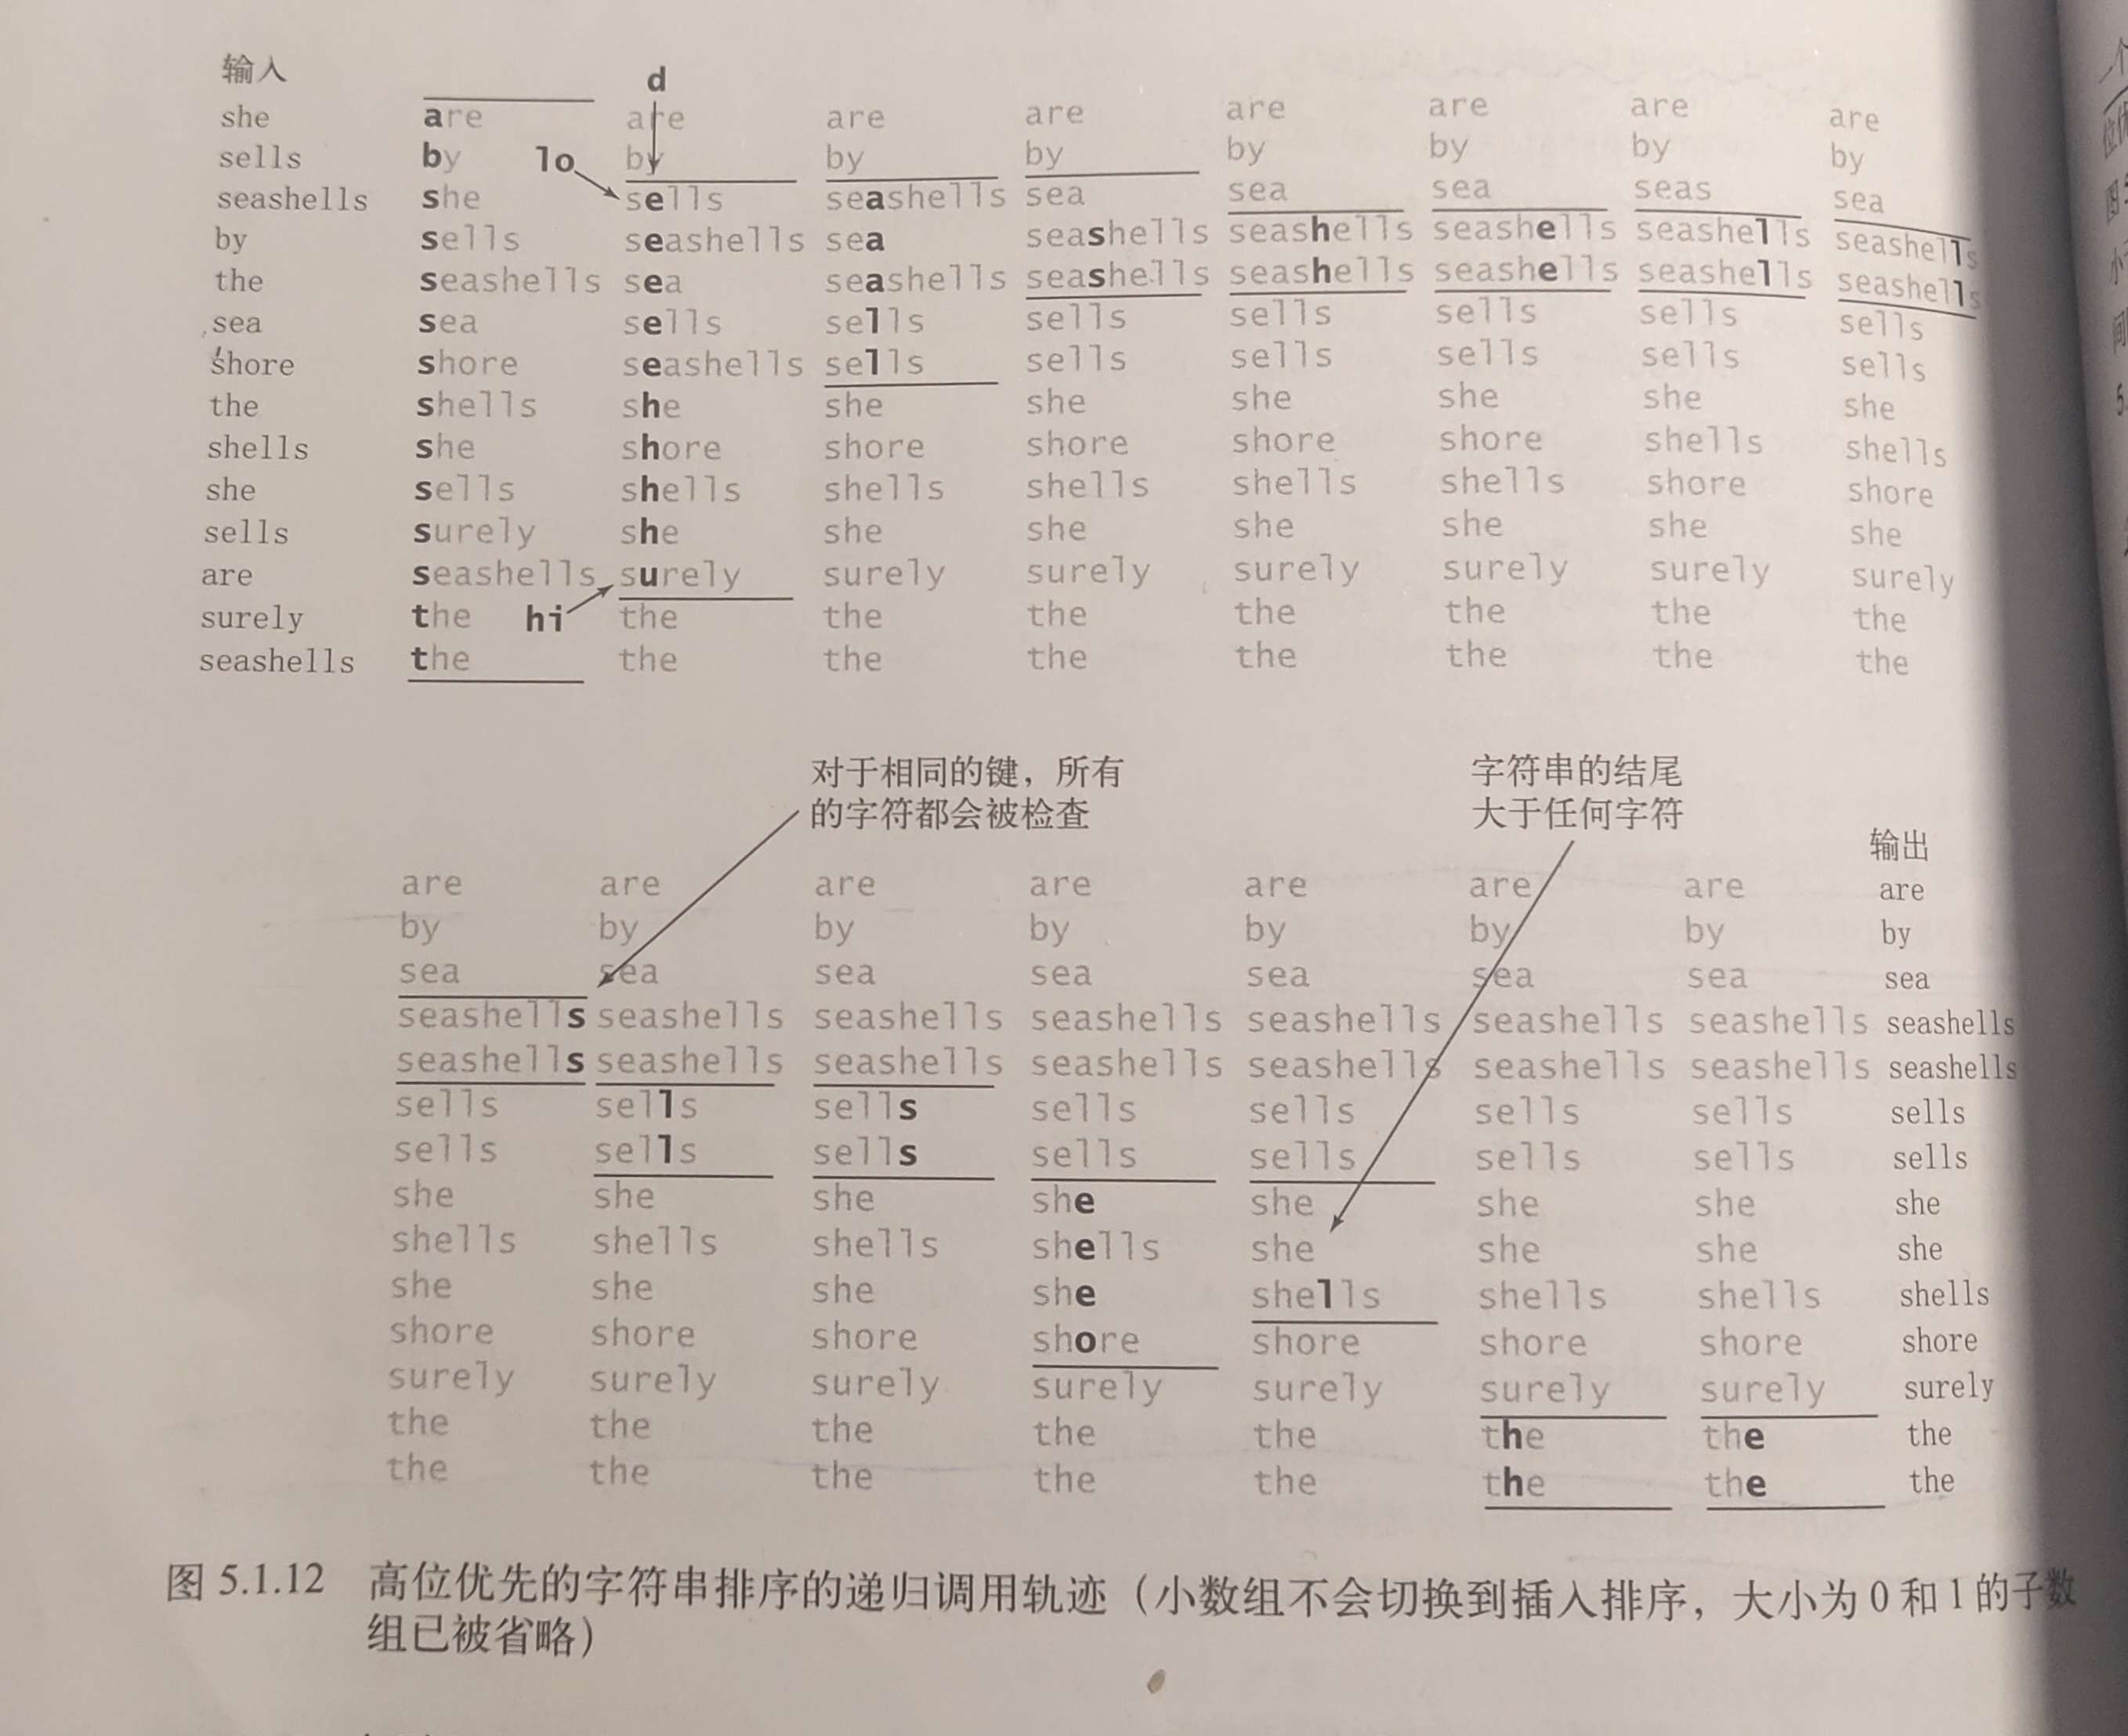 输入
d
she are are are are are are are are
sells by lo by by by by by by by
seashells she sells seashells sea sea sea seas sea
by sells seashells sea seashells seashells seashells seashells seashells
the seashells sea seashells seashells seashells seashells seashells seashells
sea sea sells sells sells sells sells sells sells
shore shore seashells sells sells sells sells sells sells
the shells she she she she she she she
shells she shore shore shore shore shore shells shells
she sells shells shells shells shells shells shore shore
sells surely she she she she she she she
are seashells surely surely surely surely surely surely surely
surely the hi the the the the the the the
seashells the the the the the the the the
对于相同的键，所有
的字符都会被检查
字符串的结尾
大于任何字符
输出
are are are are are are are are
by by by by by by by by
sea sea sea sea sea sea sea sea
seashells seashells seashells seashells seashells seashells seashells seashells
seashells seashells seashells seashells seashells seashells seashells seashells
sells sells sells sells sells sells sells sells
sells sells sells sells sells sells sells sells
she she she she she she she she
shells shells shells shells she she she she
she she she she shells shells shells shells
shore shore shore shore shore shore shore shore
surely surely surely surely surely surely surely surely
the the the the the the the the
the the the the the the the the
图 5.1.12 高位优先的字符串排序的递归调用轨迹（小数组不会切换到插入排序，大小为 0 和 1 的子数
组已被省略）